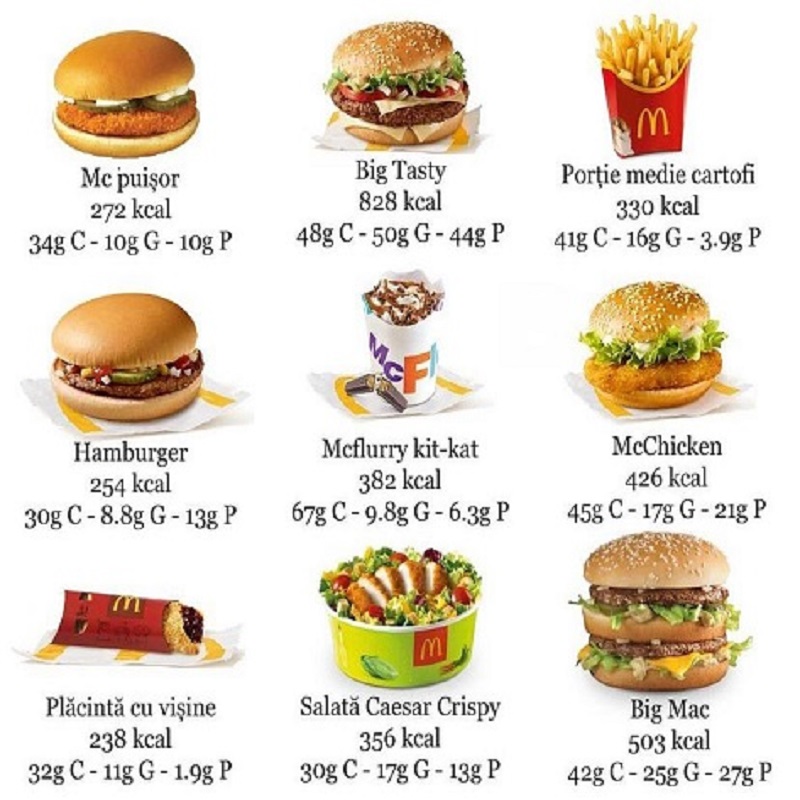 Mc puișor
272 kcal
34g C - 10g G - 10g P
Big Tasty
828 kcal
48g C - 50g G - 44g P
Porție medie cartofi
330 kcal
41g C - 16g G - 3.9g P
Hamburger
254 kcal
30g C - 8.8g G - 13g P
McF
Mcflurry kit-kat
382 kcal
67g C - 9.8g G - 6.3g P
McChicken
426 kcal
45g C - 17g G - 21g P
Plăcintă cu vișine
238 kcal
32g C - 11g G - 1.9g P
Salată Caesar Crispy
356 kcal
30g C - 17g G - 13g P
Big Mac
503 kcal
42g C - 25g G - 27g P